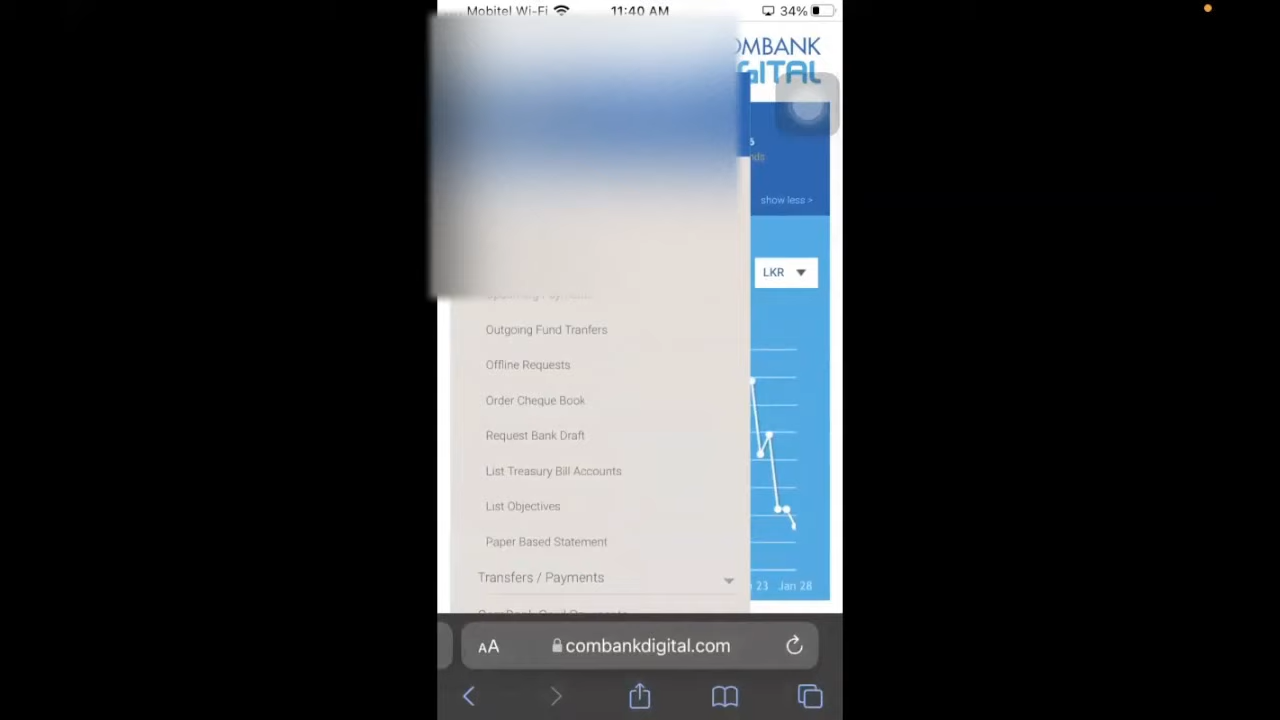 Mobitel Wi-Fi 11:40 AM 34%
OMBANK
GITAL
show less >
LKR
Outgoing Fund Tranfers
Offline Requests
Order Cheque Book
Request Bank Draft
List Treasury Bill Accounts
List Objectives
Paper Based Statement
Transfers / Payments
23 Jan 28
AA combankdigital.com